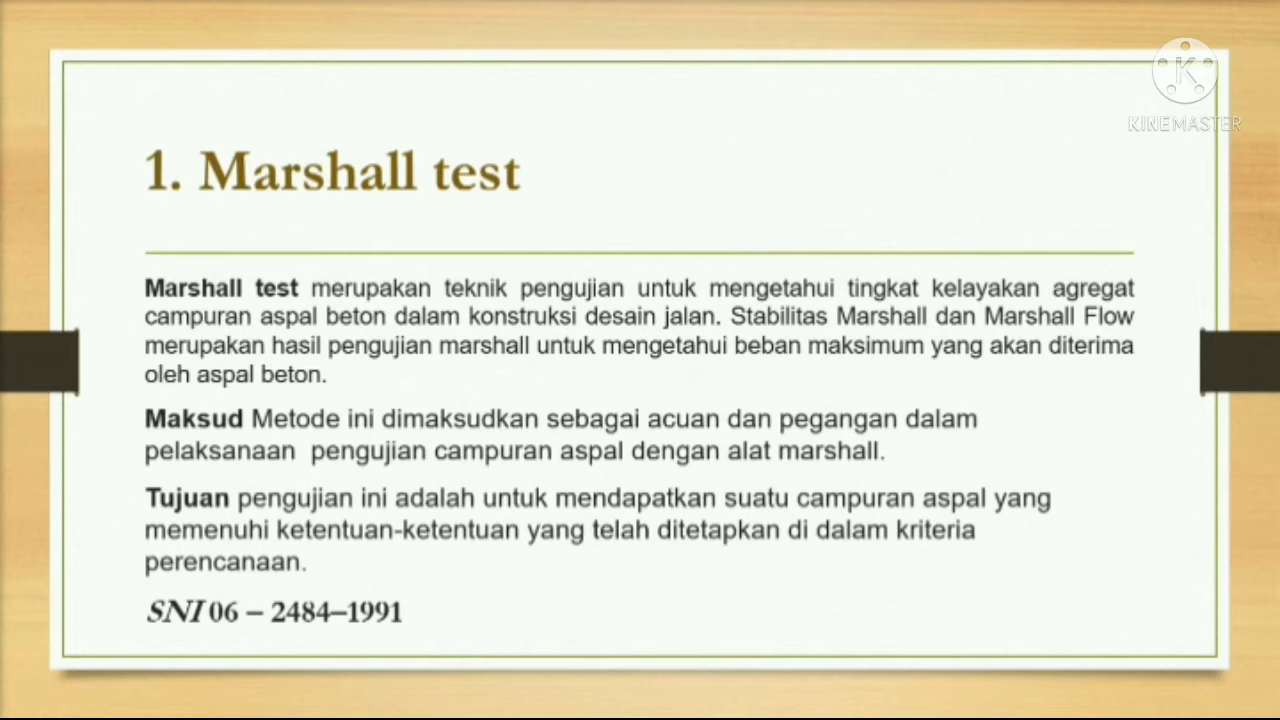 KINEMASTER
1. Marshall test
Marshall test merupakan teknik pengujian untuk mengetahui tingkat kelayakan agregat
campuran aspal beton dalam konstruksi desain jalan. Stabilitas Marshall dan Marshall Flow
merupakan hasil pengujian marshall untuk mengetahui beban maksimum yang akan diterima
oleh aspal beton.
Maksud Metode ini dimaksudkan sebagai acuan dan pegangan dalam
pelaksanaan pengujian campuran aspal dengan alat marshall.
Tujuan pengujian ini adalah untuk mendapatkan suatu campuran aspal yang
memenuhi ketentuan-ketentuan yang telah ditetapkan di dalam kriteria
perencanaan.
SNI 06 – 2484–1991